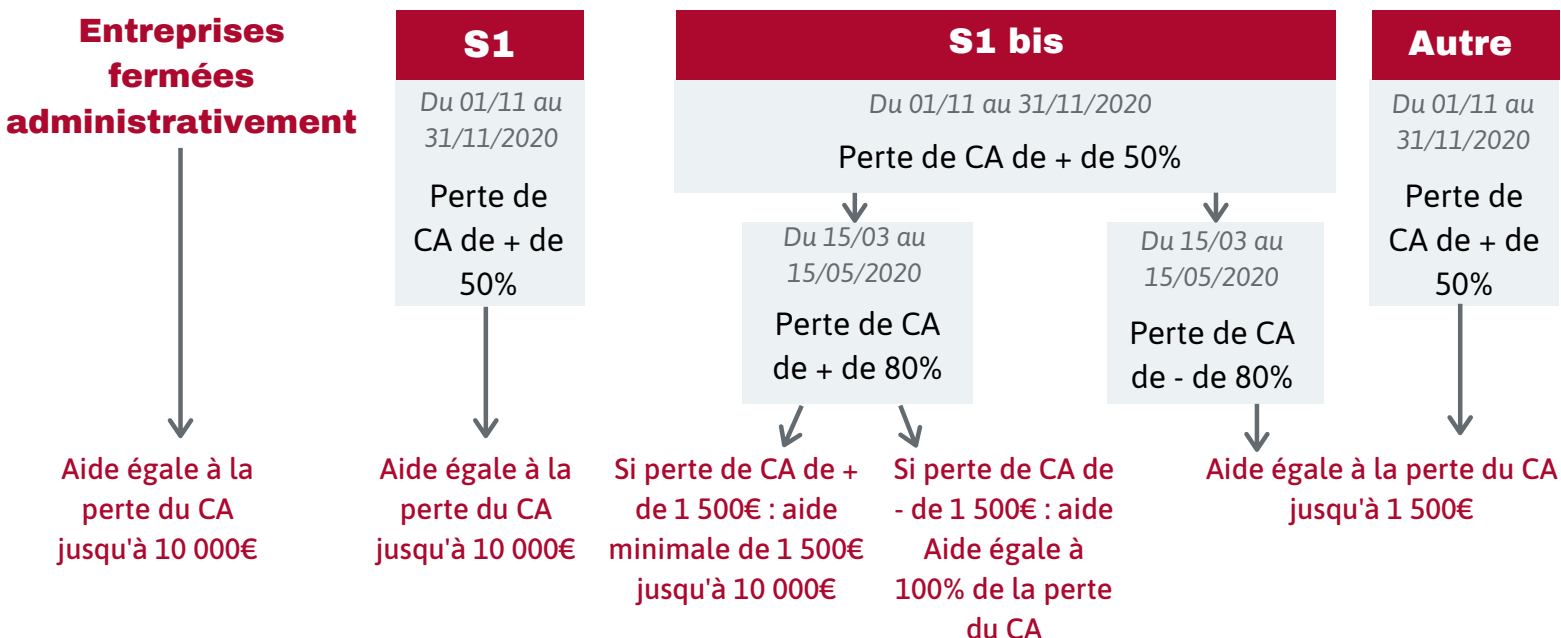 Entreprises
fermées
administrativement
Aide égale à la
perte du CA
jusqu'à 10 000€
S1
Du 01/11 au
31/11/2020
Perte de
CA de + de
50%
Aide égale à la
perte du CA
jusqu'à 10 000€
S1 bis
Du 01/11 au 31/11/2020
Perte de CA de + de 50%
Du 15/03 au
15/05/2020
Perte de CA
de + de 80%
Si perte de CA de +
de 1 500€ : aide
minimale de 1 500€
jusqu'à 10 000€
Si perte de CA de
- de 1 500€ : aide
Aide égale à
100% de la perte
du CA
Du 15/03 au
15/05/2020
Perte de CA
de - de 80%
Autre
Du 01/11 au
31/11/2020
Perte de
CA de + de
50%
Aide égale à la perte du CA
jusqu'à 1 500€